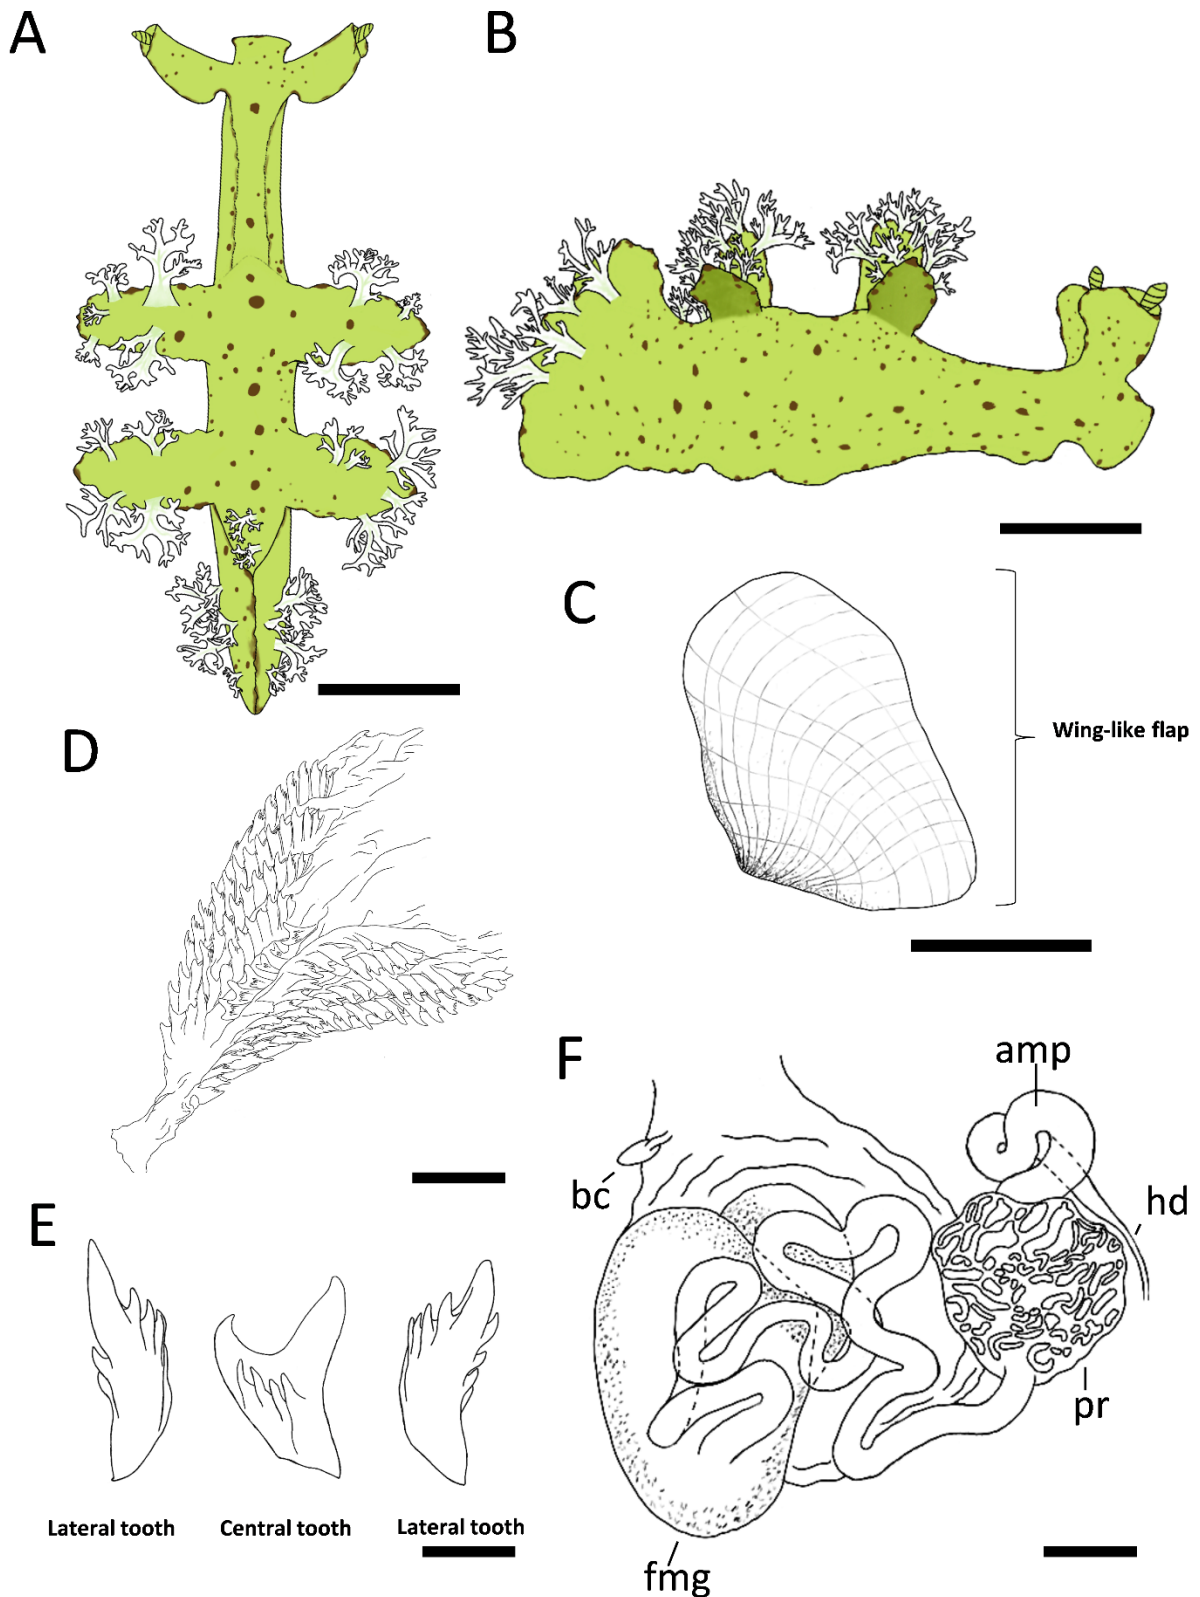 A
B
C
Wing-like flap
D
F
amp
bc
hd
E
pr
Lateral tooth Central tooth Lateral tooth
fmg